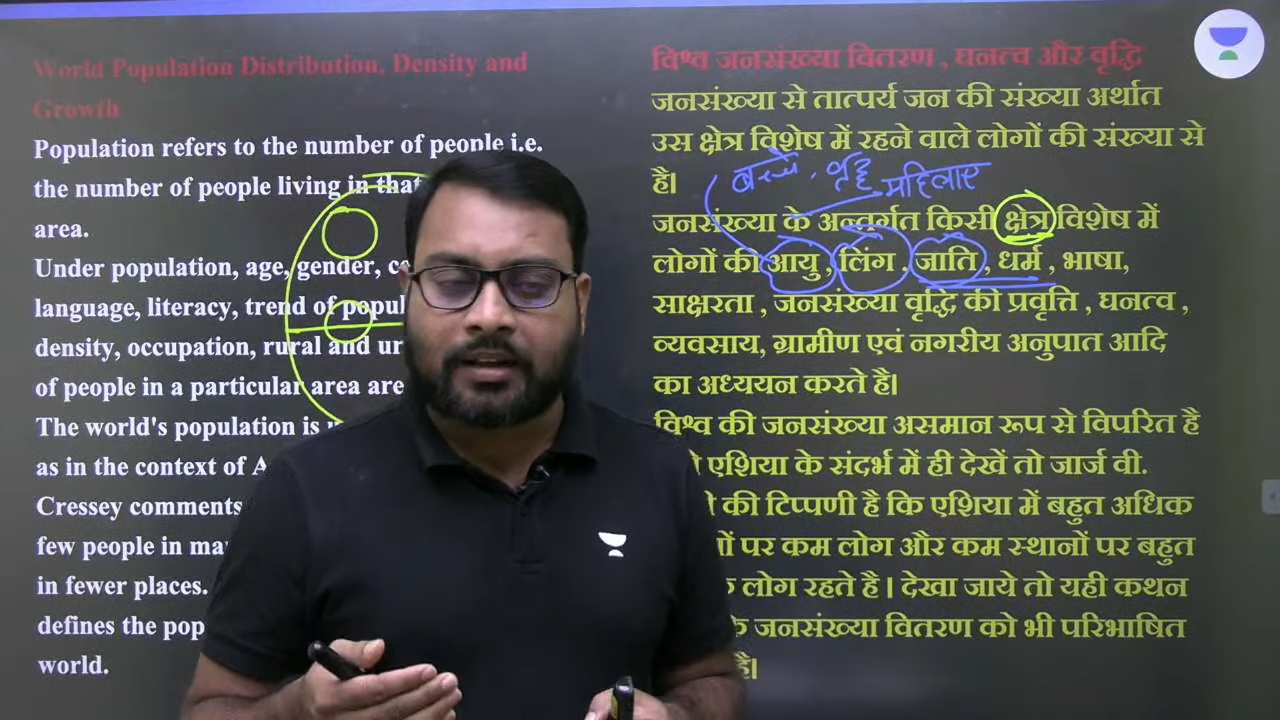 World Population Distribution, Density and
Growth
Population refers to the number of people i.e.
the number of people living in that
area.
Under population, age, gender,
language, literacy, trend of
density, occupation, rural and
of people in a particular area are
The world's population is
as in the context of
Cressey comments
few people in
in fewer places.
defines the
world.
विश्व जनसंख्या वितरण , घनत्व और वृद्धि
जनसंख्या से तात्पर्य जन की संख्या अर्थात
उस क्षेत्र विशेष में रहने वाले लोगों की संख्या से
है।
महिलाए
जनसंख्या के अन्तर्गत किसी क्षेत्र विशेष में
लोगों की आयु , लिंग , जाति , धर्म , भाषा,
साक्षरता , जनसंख्या वृद्धि की प्रवृत्ति , घनत्व ,
व्यवसाय, ग्रामीण एवं नगरीय अनुपात आदि
का अध्ययन करते है।
विश्व की जनसंख्या असमान रूप से विपरित है
एशिया के संदर्भ में ही देखें तो जार्ज वी.
की टिप्पणी है कि एशिया में बहुत अधिक
पर कम लोग और कम स्थानों पर बहुत
लोग रहते है । देखा जाये तो यही कथन
जनसंख्या वितरण को भी परिभाषित
है।